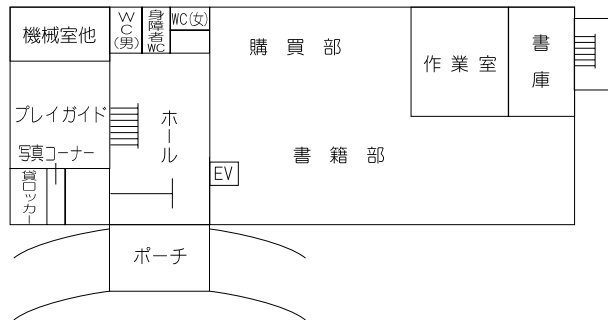 機械室他
WC(男)
身障者WC
WC(女)
購買部
作業室
書庫
プレイガイド
ホール
写真コーナー
書籍部
EV
貸ロッカー
ポーチ